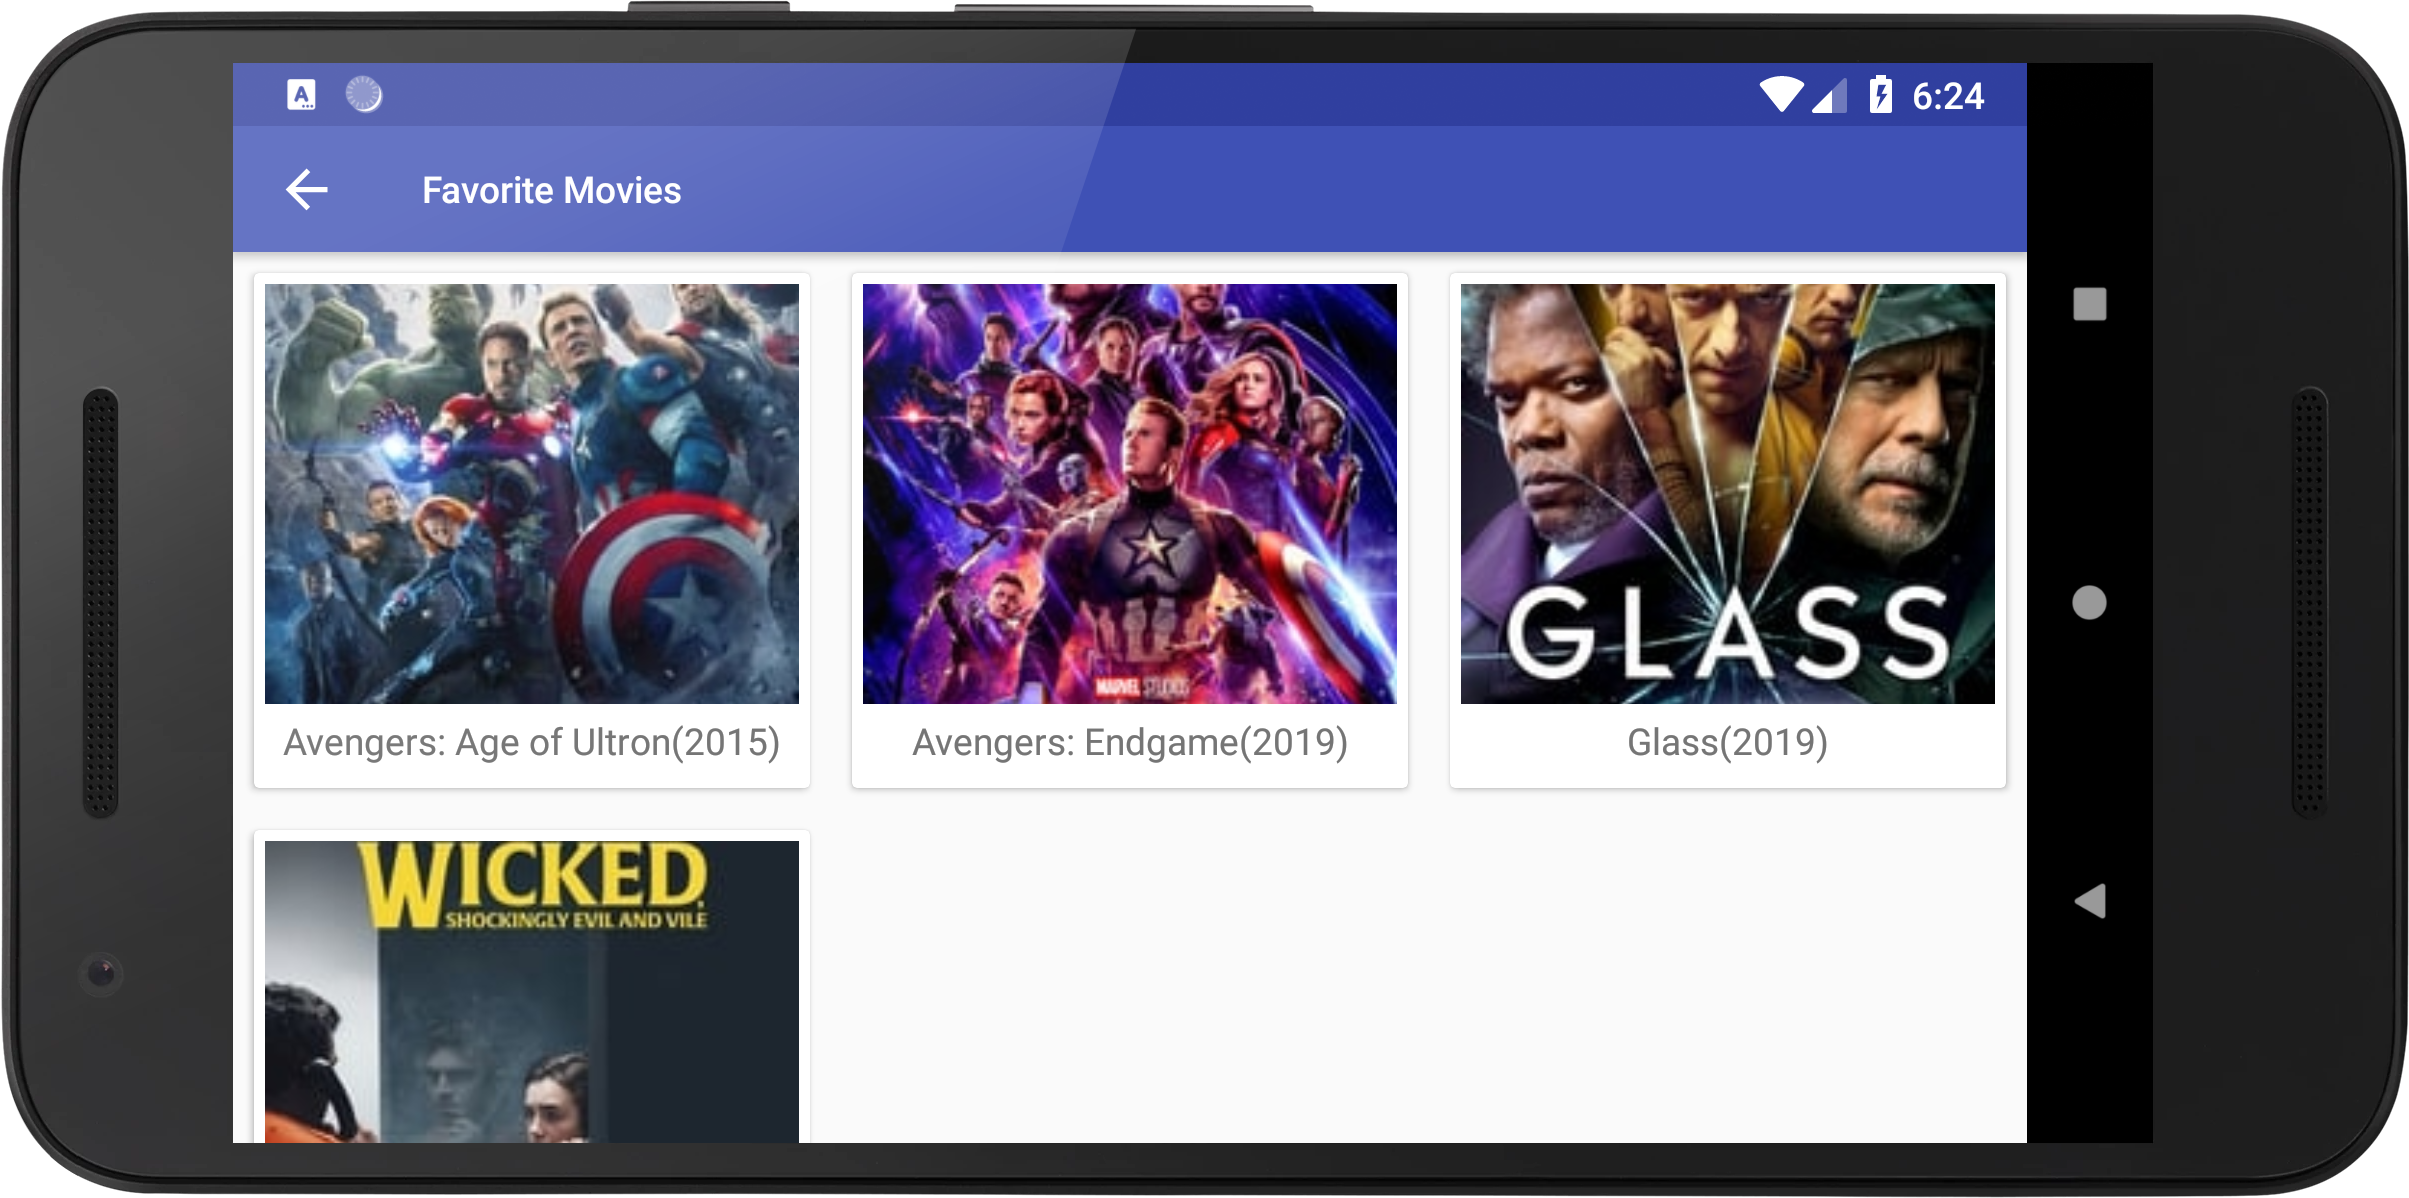 A
6:24
Favorite Movies
MARVEL STUDIOS
GLASS
Avengers: Age of Ultron(2015)
Avengers: Endgame(2019)
Glass(2019)
WICKED,
SHOCKINGLY EVIL AND VILE